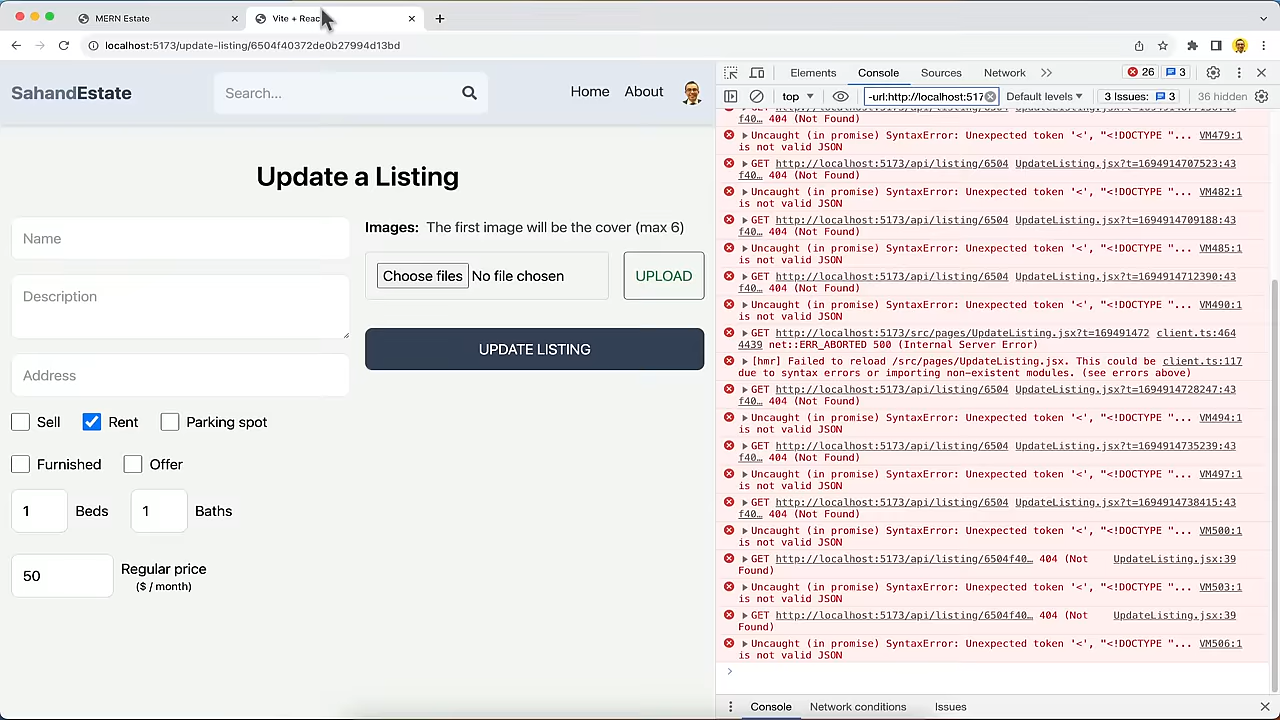 MERN Estate
Vite + Reac
localhost:5173/update-listing/6504f40372de0b27994d13bd
SahandEstate
Search...
Home
About
Update a Listing
Name
Description
Address
Sell
Rent
Parking spot
Furnished
Offer
1
Beds
1
Baths
50
Regular price
($ / month)
Images: The first image will be the cover (max 6)
Choose files No file chosen
UPLOAD
UPDATE LISTING
Elements
Console
Sources
Network
26
3
top
-url:http://localhost:517
Default levels
3 Issues:
3
36 hidden
f40… 404 (Not Found)
Uncaught (in promise) SyntaxError: Unexpected token '<', "<!DOCTYPE "... VM479:1
is not valid JSON
GET http://localhost:5173/api/listing/6504 UpdateListing.jsx?t=1694914707523:43
f40… 404 (Not Found)
Uncaught (in promise) SyntaxError: Unexpected token '<', "<!DOCTYPE "... VM482:1
is not valid JSON
GET http://localhost:5173/api/listing/6504 UpdateListing.jsx?t=1694914709188:43
f40… 404 (Not Found)
Uncaught (in promise) SyntaxError: Unexpected token '<', "<!DOCTYPE "... VM485:1
is not valid JSON
GET http://localhost:5173/api/listing/6504 UpdateListing.jsx?t=1694914712390:43
f40… 404 (Not Found)
Uncaught (in promise) SyntaxError: Unexpected token '<', "<!DOCTYPE "... VM490:1
is not valid JSON
GET http://localhost:5173/src/pages/UpdateListing.jsx?t=169491472 client.ts:464
4439 net::ERR_ABORTED 500 (Internal Server Error)
[hmr] Failed to reload /src/pages/UpdateListing.jsx. This could be client.ts:117
due to syntax errors or importing non-existent modules. (see errors above)
GET http://localhost:5173/api/listing/6504 UpdateListing.jsx?t=1694914728247:43
f40… 404 (Not Found)
Uncaught (in promise) SyntaxError: Unexpected token '<', "<!DOCTYPE "... VM494:1
is not valid JSON
GET http://localhost:5173/api/listing/6504 UpdateListing.jsx?t=1694914735239:43
f40… 404 (Not Found)
Uncaught (in promise) SyntaxError: Unexpected token '<', "<!DOCTYPE "... VM497:1
is not valid JSON
GET http://localhost:5173/api/listing/6504 UpdateListing.jsx?t=1694914738415:43
f40… 404 (Not Found)
Uncaught (in promise) SyntaxError: Unexpected token '<', "<!DOCTYPE "... VM500:1
is not valid JSON
GET http://localhost:5173/api/listing/6504f40… 404 (Not UpdateListing.jsx:39
Found)
Uncaught (in promise) SyntaxError: Unexpected token '<', "<!DOCTYPE "... VM503:1
is not valid JSON
GET http://localhost:5173/api/listing/6504f40… 404 (Not UpdateListing.jsx:39
Found)
Uncaught (in promise) SyntaxError: Unexpected token '<', "<!DOCTYPE "... VM506:1
is not valid JSON
Console
Network conditions
Issues